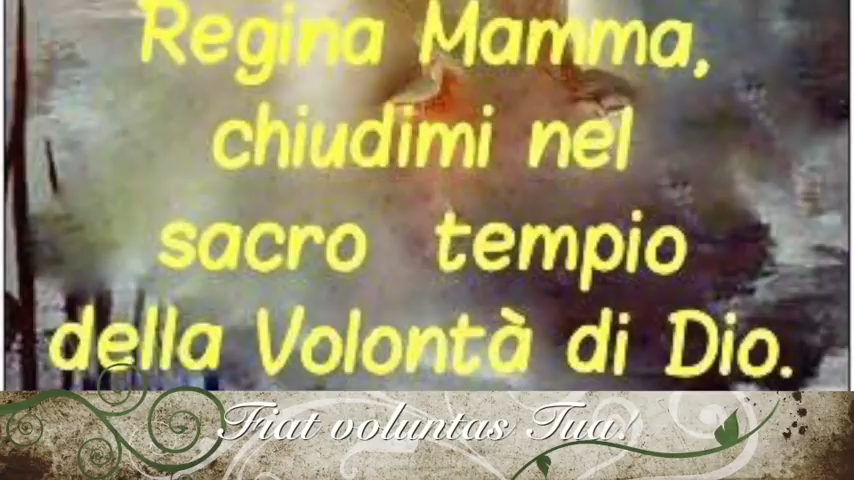 Regina Mamma,
chiudimi nel
sacro tempio
della Volontà di Dio.
Fiat voluntas Tua!